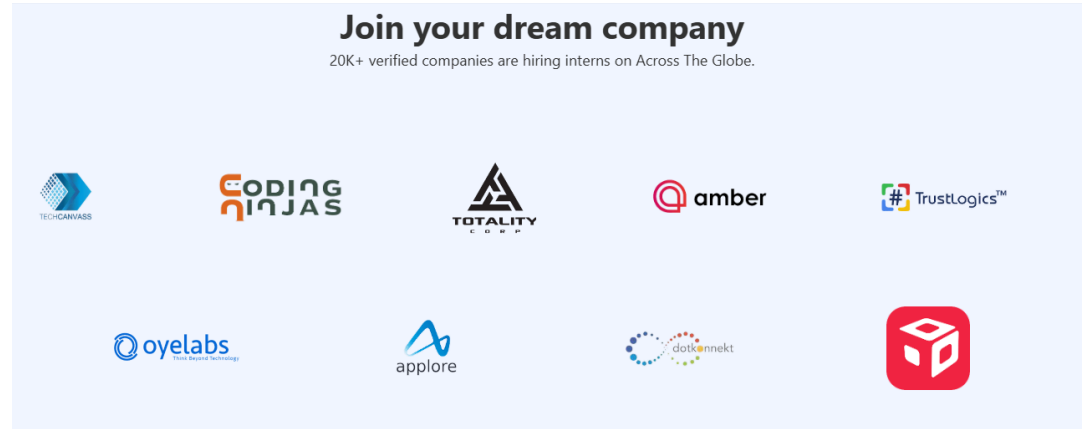 Join your dream company
20K+ verified companies are hiring interns on Across The Globe.
TECHCANVASS
CODING
NINJAS
TOTALITY
CORP
amber
# TrustLogics™
oyelabs
Think Beyond Technology
applore
dotkonnekt